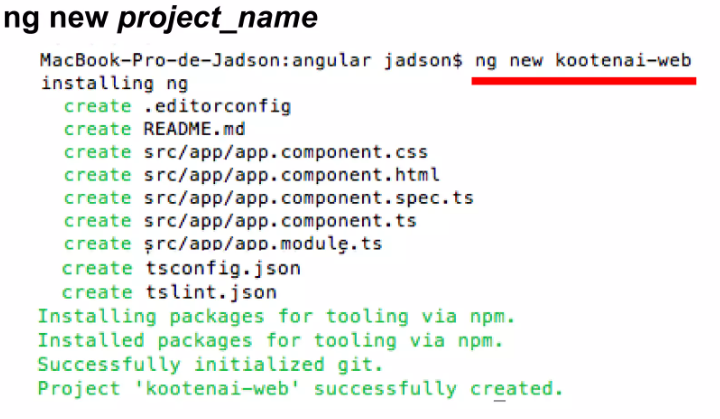 ng new project_name
MacBook-Pro-de-Jadson:angular jadson$ ng new kootenai-web
installing ng
create .editorconfig
create README.md
create src/app/app.component.css
create src/app/app.component.html
create src/app/app.component.spec.ts
create src/app/app.component.ts
create src/app/app.module.ts
create tsconfig.json
create tslint.json
Installing packages for tooling via npm.
Installed packages for tooling via npm.
Successfully initialized git.
Project 'kootenai-web' successfully created.